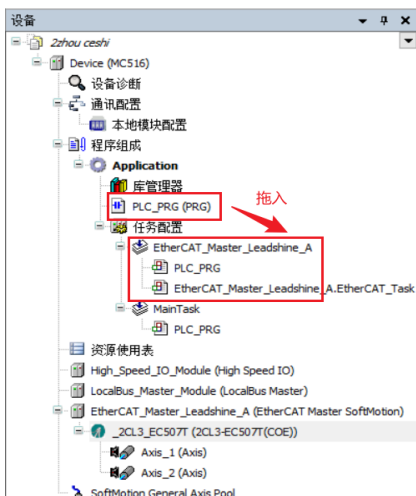 设备
2zhou ceshi
Device (MC516)
设备诊断
通讯配置
本地模块配置
程序组成
Application
库管理器
拖入
PLC_PRG (PRG)
任务配置
EtherCAT_Master_Leadshine_A
PLC_PRG
EtherCAT_Master_Leadshine_A.EtherCAT_Task
MainTask
PLC_PRG
资源使用表
High_Speed_IO_Module (High Speed IO)
LocalBus_Master_Module (LocalBus Master)
EtherCAT_Master_Leadshine_A (EtherCAT Master SoftMotion)
_2CL3_EC507T (2CL3-EC507T(COE))
Axis_1 (Axis)
Axis_2 (Axis)
SoftMotion General Axis Pool